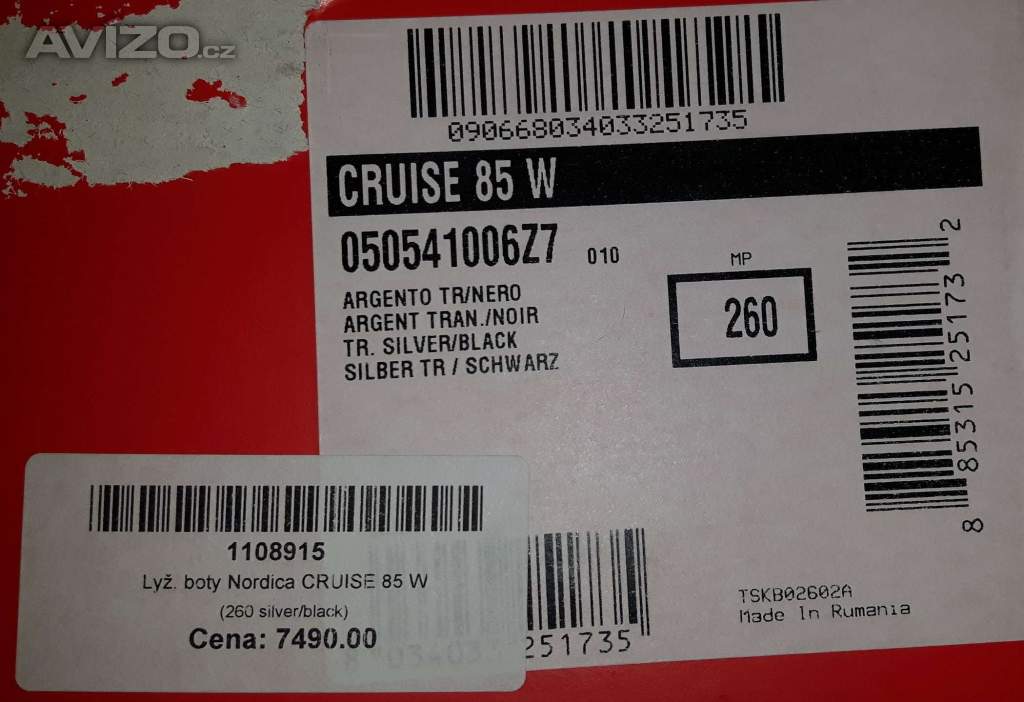 AVIZO.cz
090668034033251735
CRUISE 85 W
050541006Z7 010
MP
260
ARGENTO TR/NERO
ARGENT TRAN./NOIR
TR. SILVER/BLACK
SILBER TR / SCHWARZ
8 85315 25173 2
1108915
Lyž. boty Nordica CRUISE 85 W
(260 silver/black)
Cena: 7490.00
251735
TSKB02602A
Made In Rumania